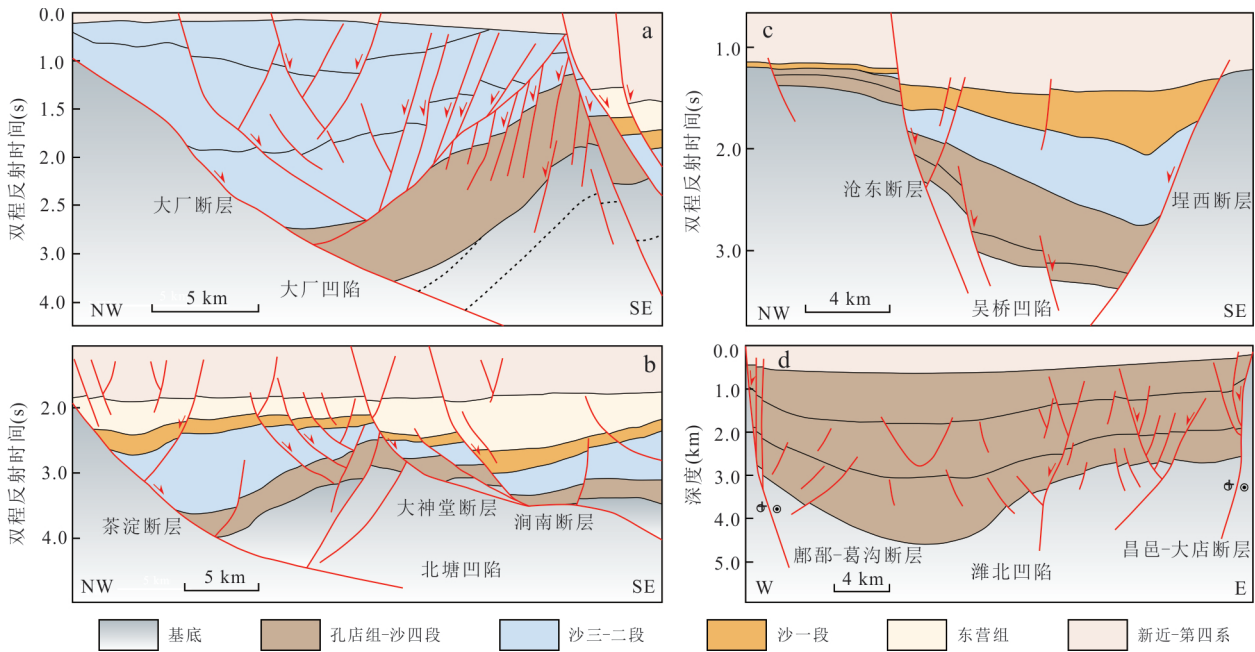 a
双程反射时间(s)
0.0
1.0
1.5
2.0
2.5
3.0
4.0
大厂断层
大厂凹陷
NW
5 km
SE
c
双程反射时间(s)
1.0
2.0
3.0
沧东断层
埕西断层
吴桥凹陷
NW
4 km
SE
b
双程反射时间(s)
2.0
3.0
4.0
茶淀断层
大神堂断层
涧南断层
北塘凹陷
NW
5 km
SE
d
深度(km)
0.0
1.0
2.0
3.0
4.0
5.0
鄌郚-葛沟断层
昌邑-大店断层
潍北凹陷
W
4 km
E
基底
孔店组-沙四段
沙三-二段
沙一段
东营组
新近-第四系